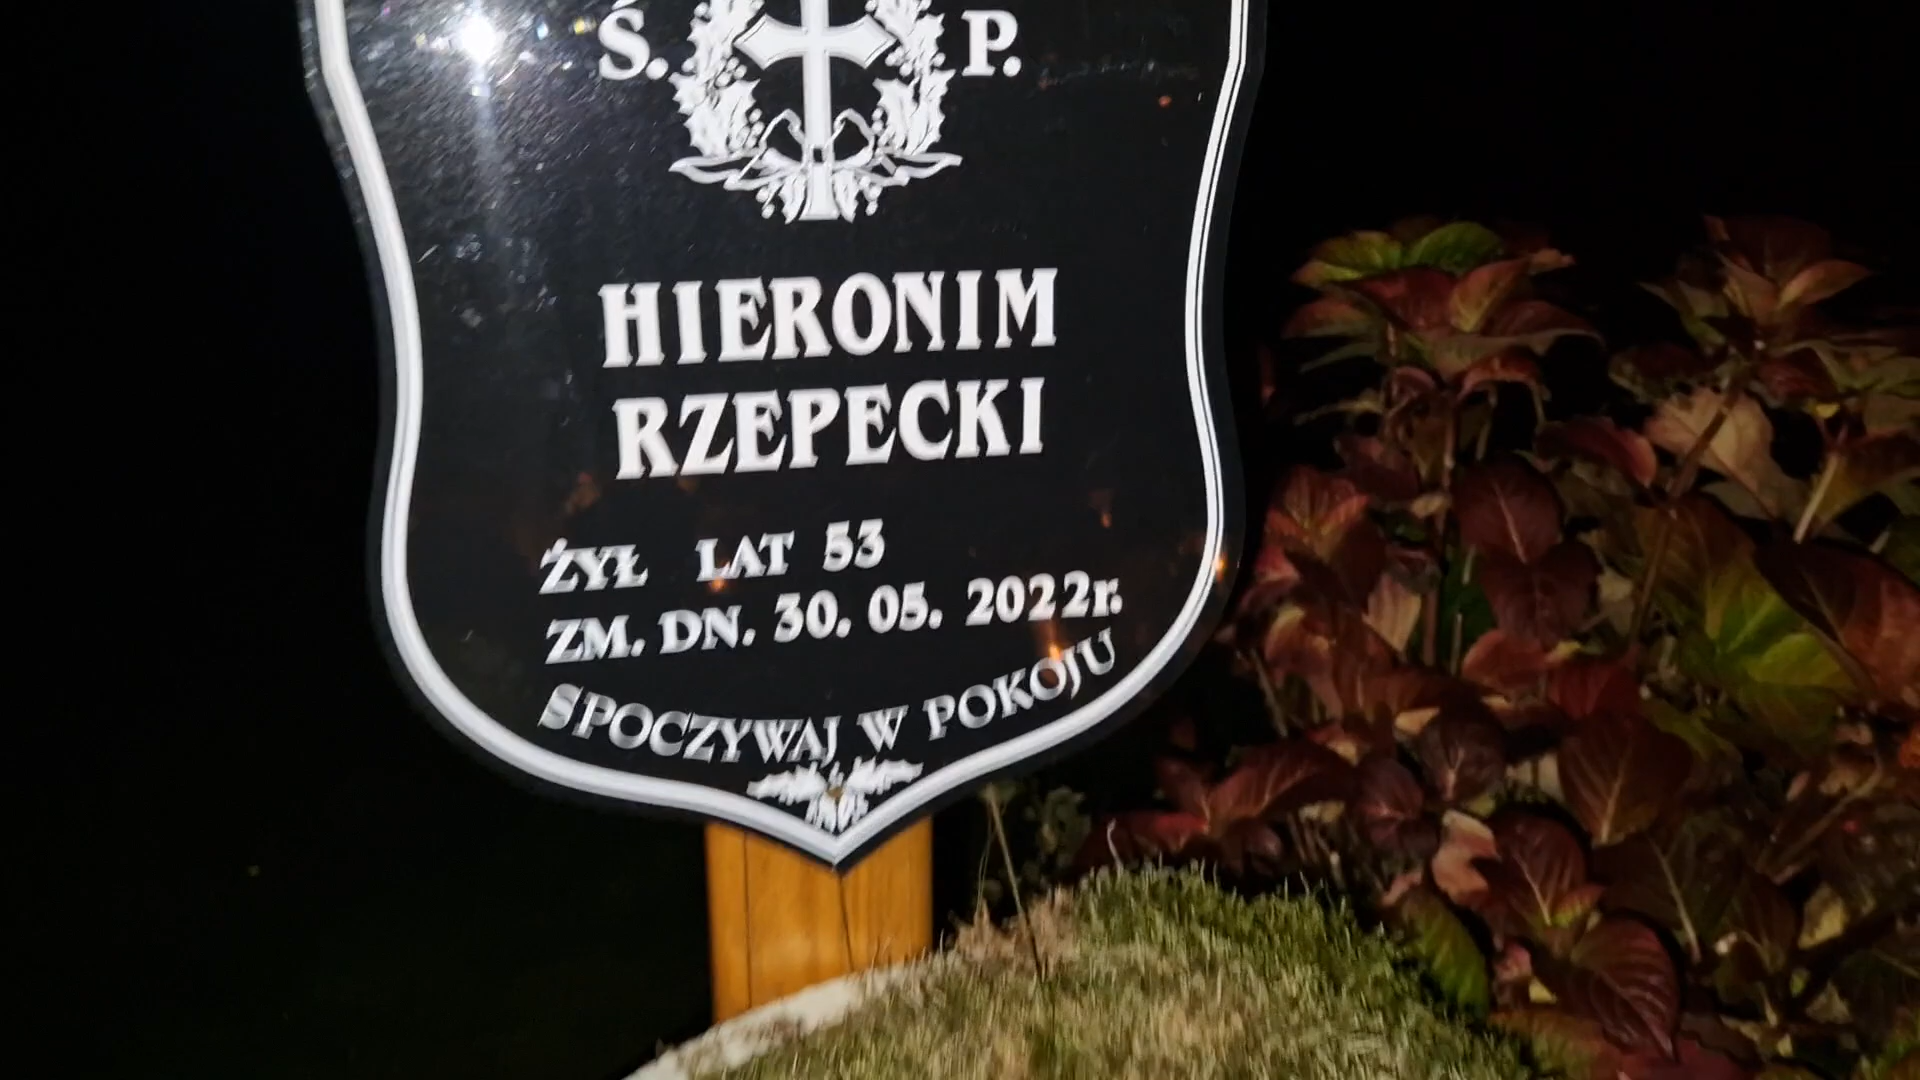 Ś. P.
HIERONIM
RZEPECKI
ŻYŁ LAT 53
ZM. DN. 30. 05. 2022r.
SPOCZYWAJ W POKOJU